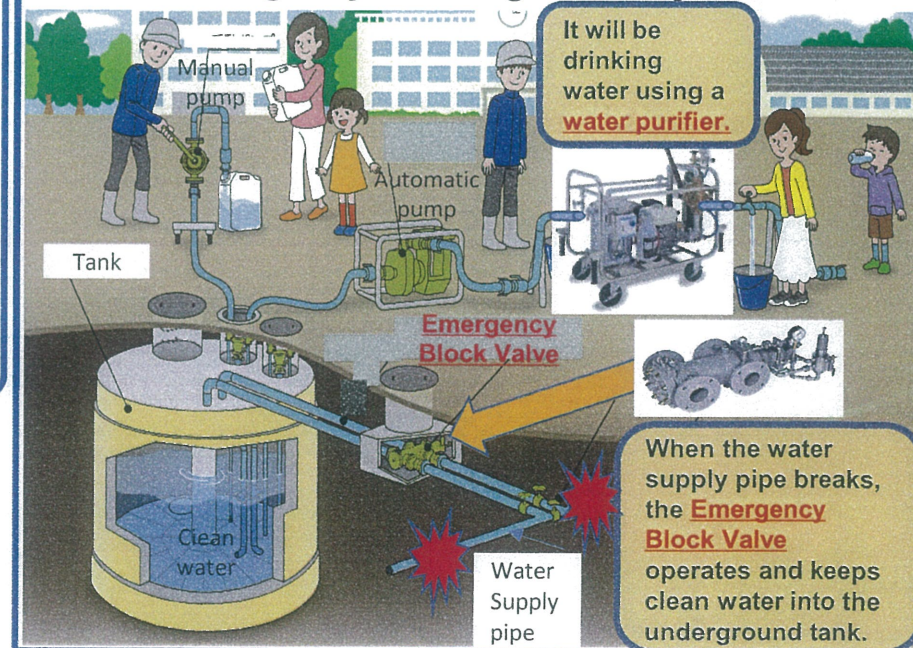 Manual
pump
It will be
drinking
water using a
water purifier.
Automatic
pump
Tank
Emergency
Block Valve
Clean
water
Water
Supply
pipe
When the water
supply pipe breaks,
the Emergency
Block Valve
operates and keeps
clean water into the
underground tank.